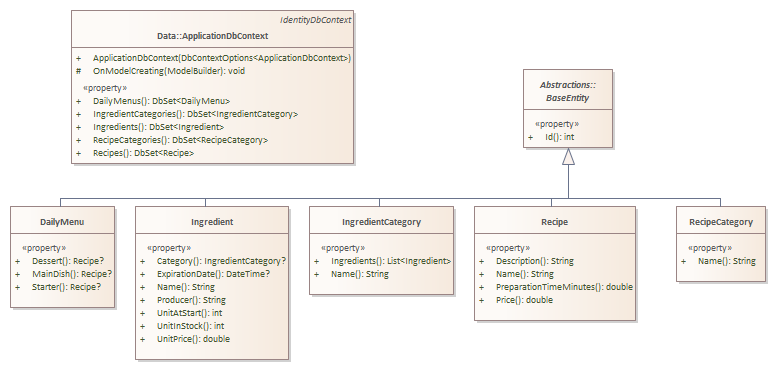 IdentityDbContext
Data::ApplicationDbContext
+ ApplicationDbContext(DbContextOptions<ApplicationDbContext>)
# OnModelCreating(ModelBuilder): void
«property»
+ DailyMenus(): DbSet<DailyMenu>
+ IngredientCategories(): DbSet<IngredientCategory>
+ Ingredients(): DbSet<Ingredient>
+ RecipeCategories(): DbSet<RecipeCategory>
+ Recipes(): DbSet<Recipe>
Abstractions::
BaseEntity
«property»
+ Id(): int
DailyMenu
«property»
+ Dessert(): Recipe?
+ MainDish(): Recipe?
+ Starter(): Recipe?
Ingredient
«property»
+ Category(): IngredientCategory?
+ ExpirationDate(): DateTime?
+ Name(): String
+ Producer(): String
+ UnitAtStart(): int
+ UnitInStock(): int
+ UnitPrice(): double
IngredientCategory
«property»
+ Ingredients(): List<Ingredient>
+ Name(): String
Recipe
«property»
+ Description(): String
+ Name(): String
+ PreparationTimeMinutes(): double
+ Price(): double
RecipeCategory
«property»
+ Name(): String